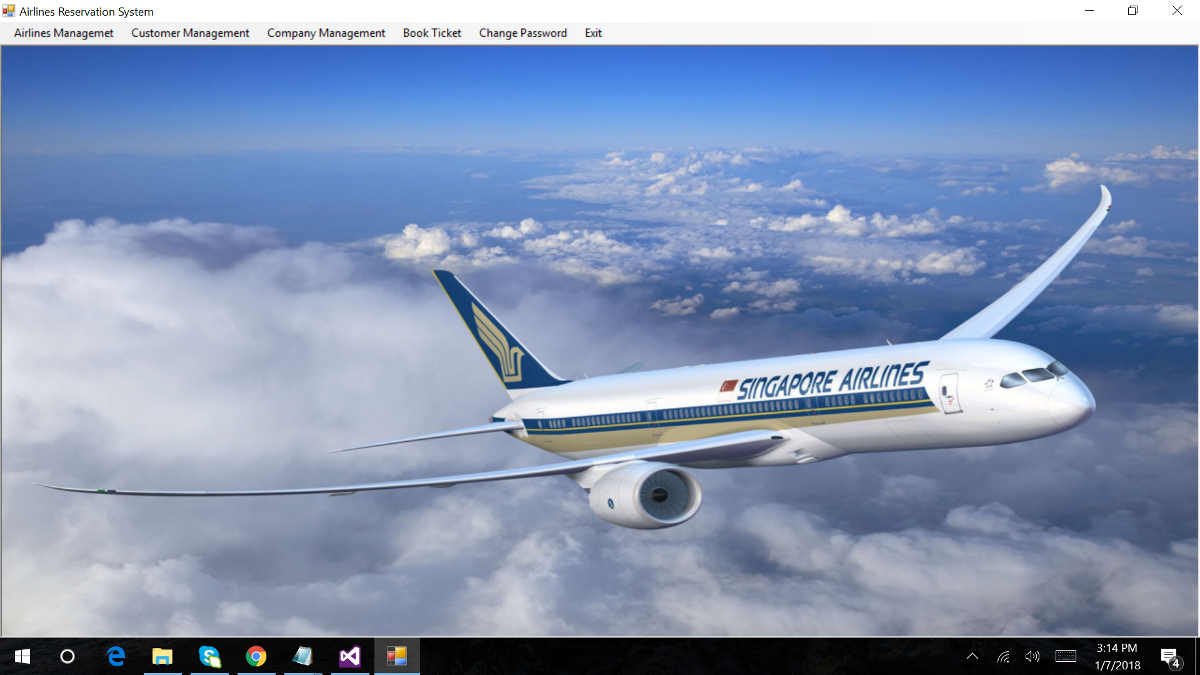 Airlines Reservation System
Airlines Managemet Customer Management Company Management Book Ticket Change Password Exit
SINGAPORE AIRLINES
3:14 PM
1/7/2018
4